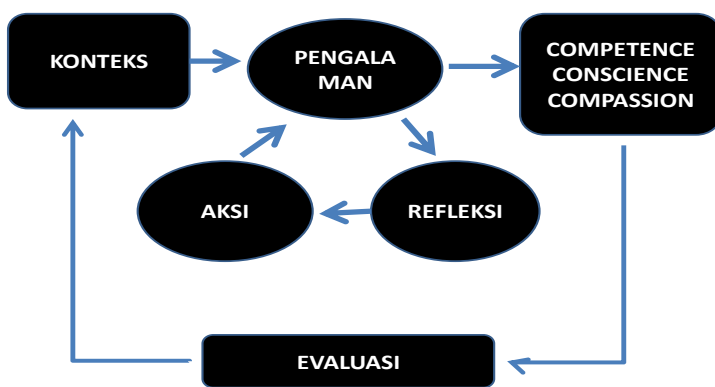 KONTEKS
PENGALA
MAN
COMPETENCE
CONSCIENCE
COMPASSION
AKSI
REFLEKSI
EVALUASI